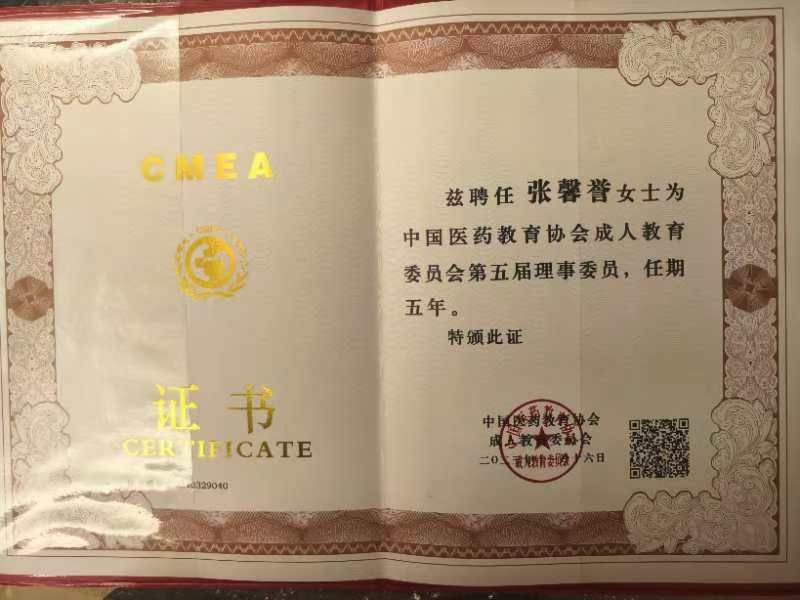 CMEA
证书
CERTIFICATE
0329040
兹聘任 张馨誉女士为
中国医药教育协会成人教育
委员会第五届理事委员，任期
五年。
特颁此证
中国医药教育协会
成人教育委员会